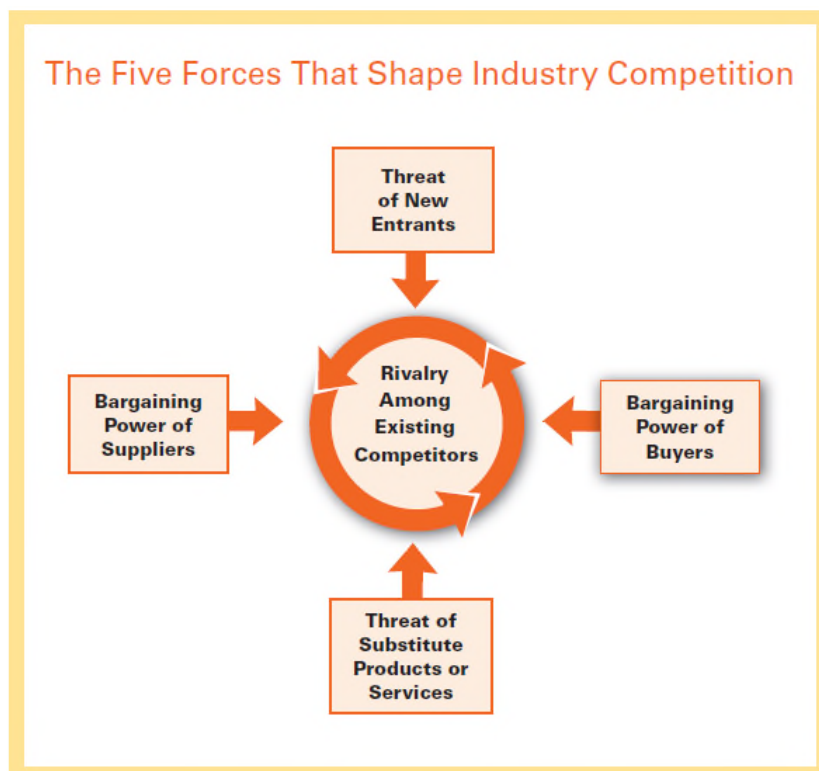 The Five Forces That Shape Industry Competition
Threat
of New
Entrants
Bargaining
Power of
Suppliers
Rivalry
Among
Existing
Competitors
Bargaining
Power of
Buyers
Threat of
Substitute
Products or
Services